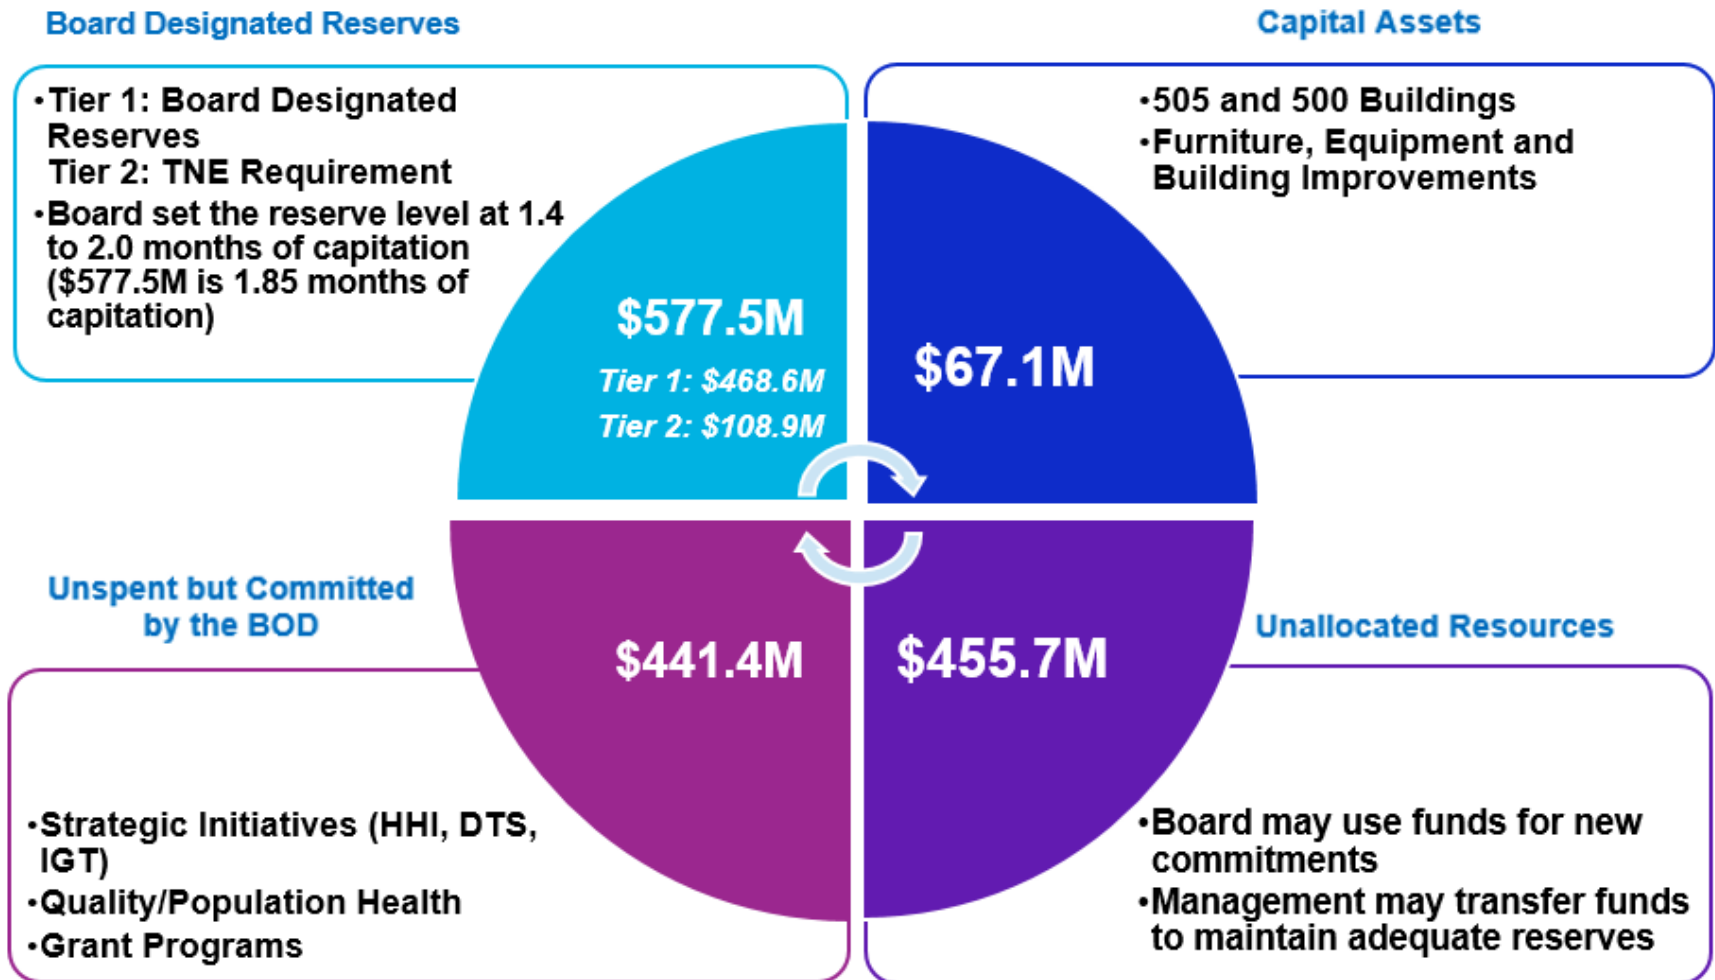 Board Designated Reserves
•Tier 1: Board Designated
Reserves
Tier 2: TNE Requirement
•Board set the reserve level at 1.4
to 2.0 months of capitation
($577.5M is 1.85 months of
capitation)
$577.5M
Tier 1: $468.6M
Tier 2: $108.9M
Capital Assets
•505 and 500 Buildings
•Furniture, Equipment and
Building Improvements
$67.1M
Unspent but Committed
by the BOD
$441.4M
•Strategic Initiatives (HHI, DTS,
IGT)
•Quality/Population Health
•Grant Programs
Unallocated Resources
$455.7M
•Board may use funds for new
commitments
•Management may transfer funds
to maintain adequate reserves